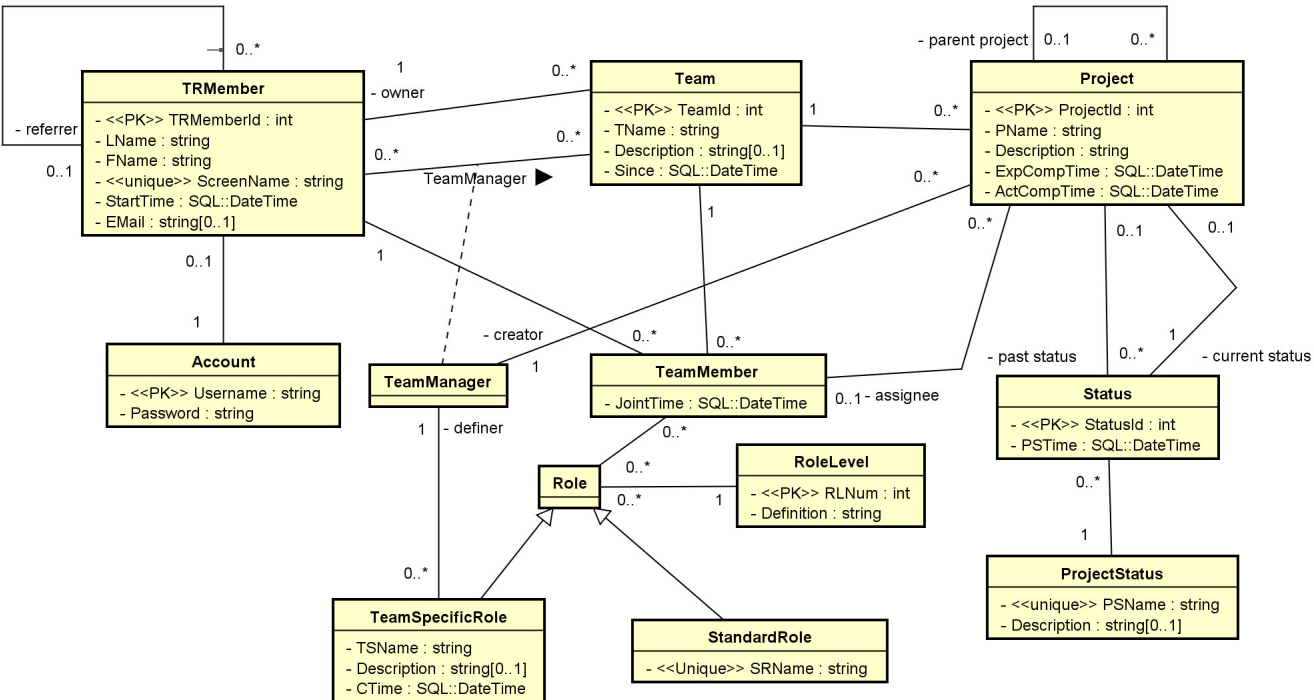 - parent project
0..1
0..*
0..*
- referrer
0..1
TRMember
- <<PK>> TRMemberId : int
- LName : string
- FName : string
- <<unique>> ScreenName : string
- StartTime : SQL::DateTime
- EMail : string[0..1]
1
- owner
0..*
0..*
0..*
TeamManager
Team
- <<PK>> TeamId : int
- TName : string
- Description : string[0..1]
- Since : SQL::DateTime
1
0..*
Project
- <<PK>> ProjectId : int
- PName : string
- Description : string
- ExpCompTime : SQL::DateTime
- ActCompTime : SQL::DateTime
0..*
1
0..*
0..1
0..1
0..1
1
1
- creator
1
0..*
0..*
- past status
0..*
1
- current status
Account
- <<PK>> Username : string
- Password : string
TeamManager
TeamMember
- JointTime : SQL::DateTime
0..1
- assignee
Status
- <<PK>> StatusId : int
- PSTime : SQL::DateTime
1
- definer
0..*
0..*
Role
0..*
1
RoleLevel
- <<PK>> RLNum : int
- Definition : string
0..*
1
0..*
ProjectStatus
- <<unique>> PSName : string
- Description : string[0..1]
TeamSpecificRole
- TSName : string
- Description : string[0..1]
- CTime : SQL::DateTime
StandardRole
- <<Unique>> SRName : string